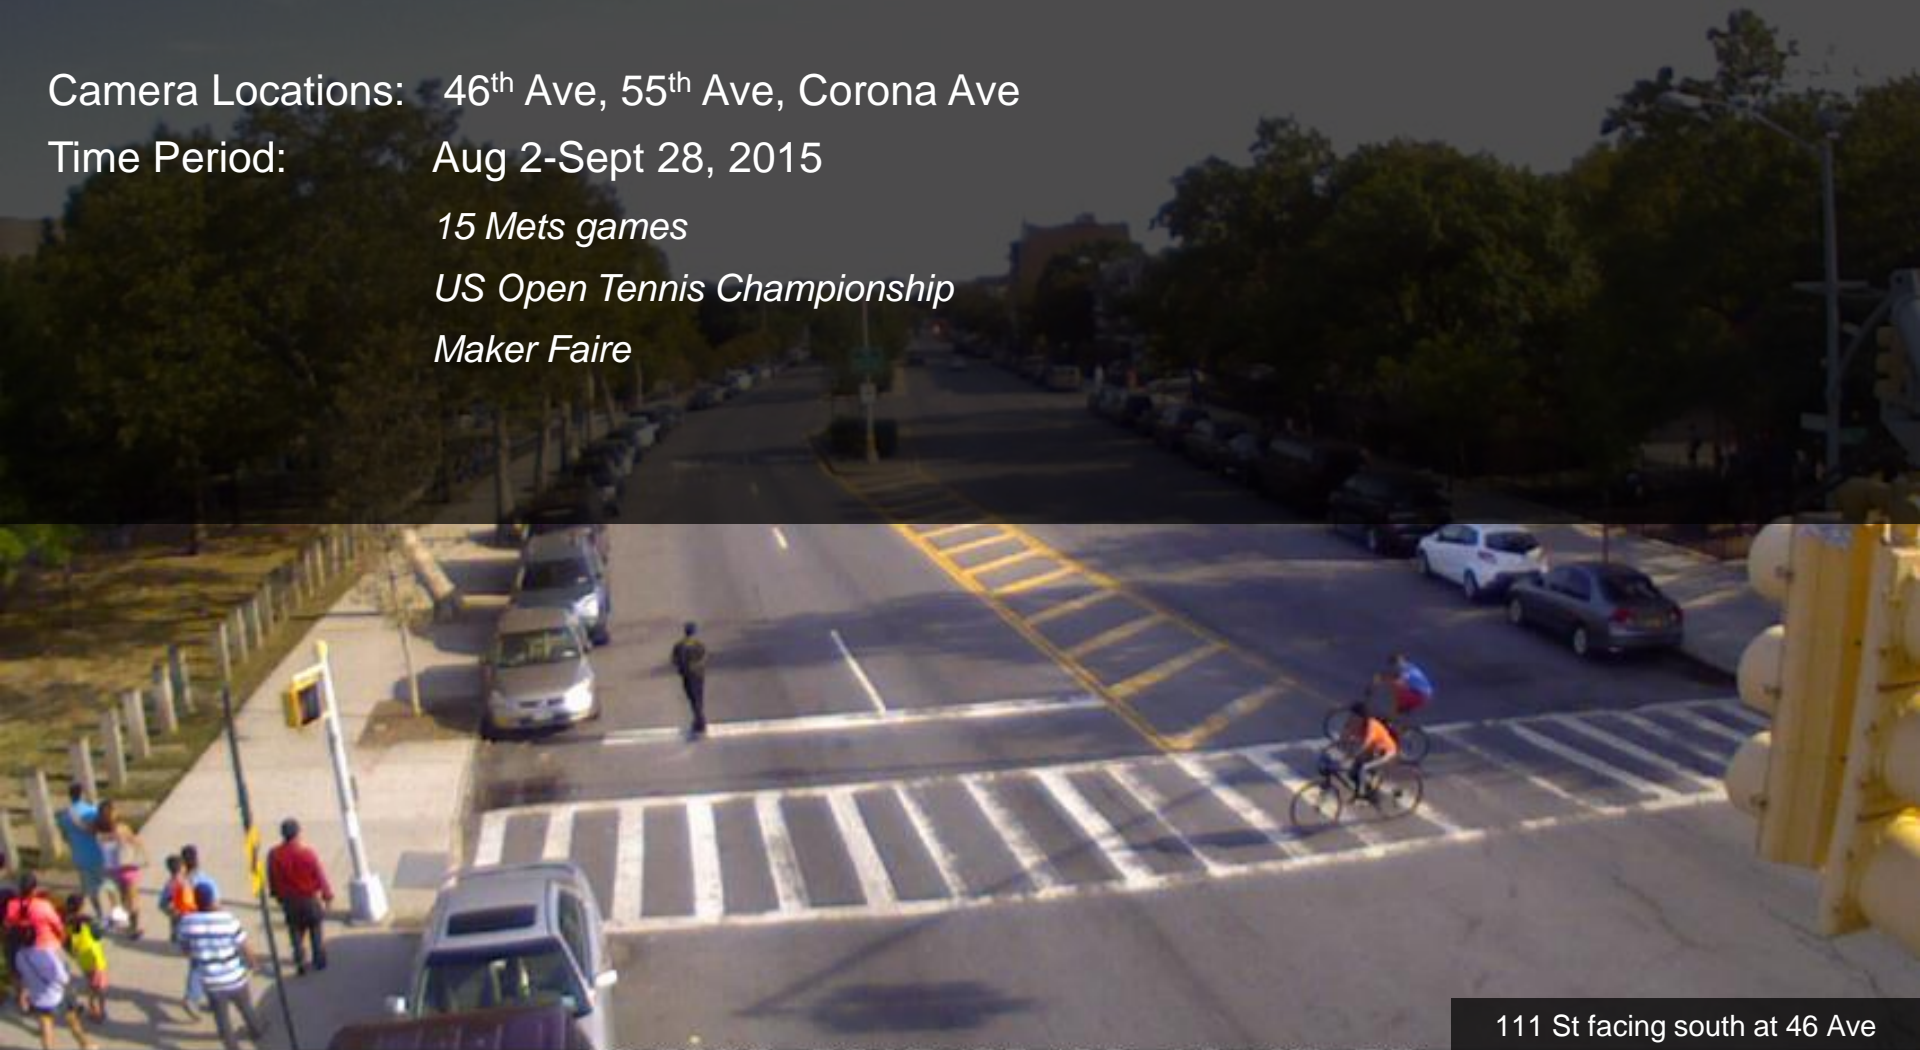 Camera Locations: 46th Ave, 55th Ave, Corona Ave
Time Period: Aug 2-Sept 28, 2015
15 Mets games
US Open Tennis Championship
Maker Faire
111 St facing south at 46 Ave